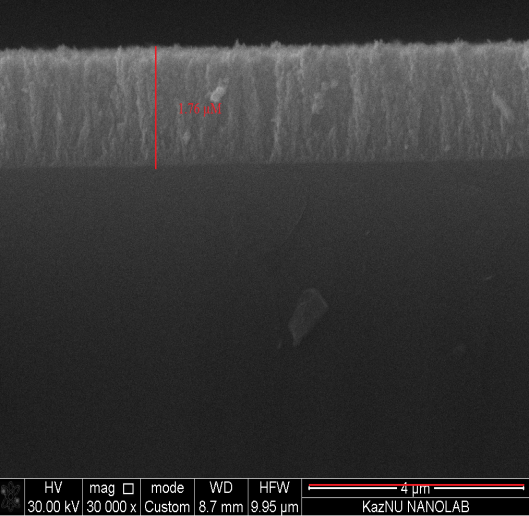 HV
mag □
mode
WD
HFW
4 µm
30.00 kV
30 000 x
Custom
8.7 mm
9.95 µm
KazNU NANOLAB